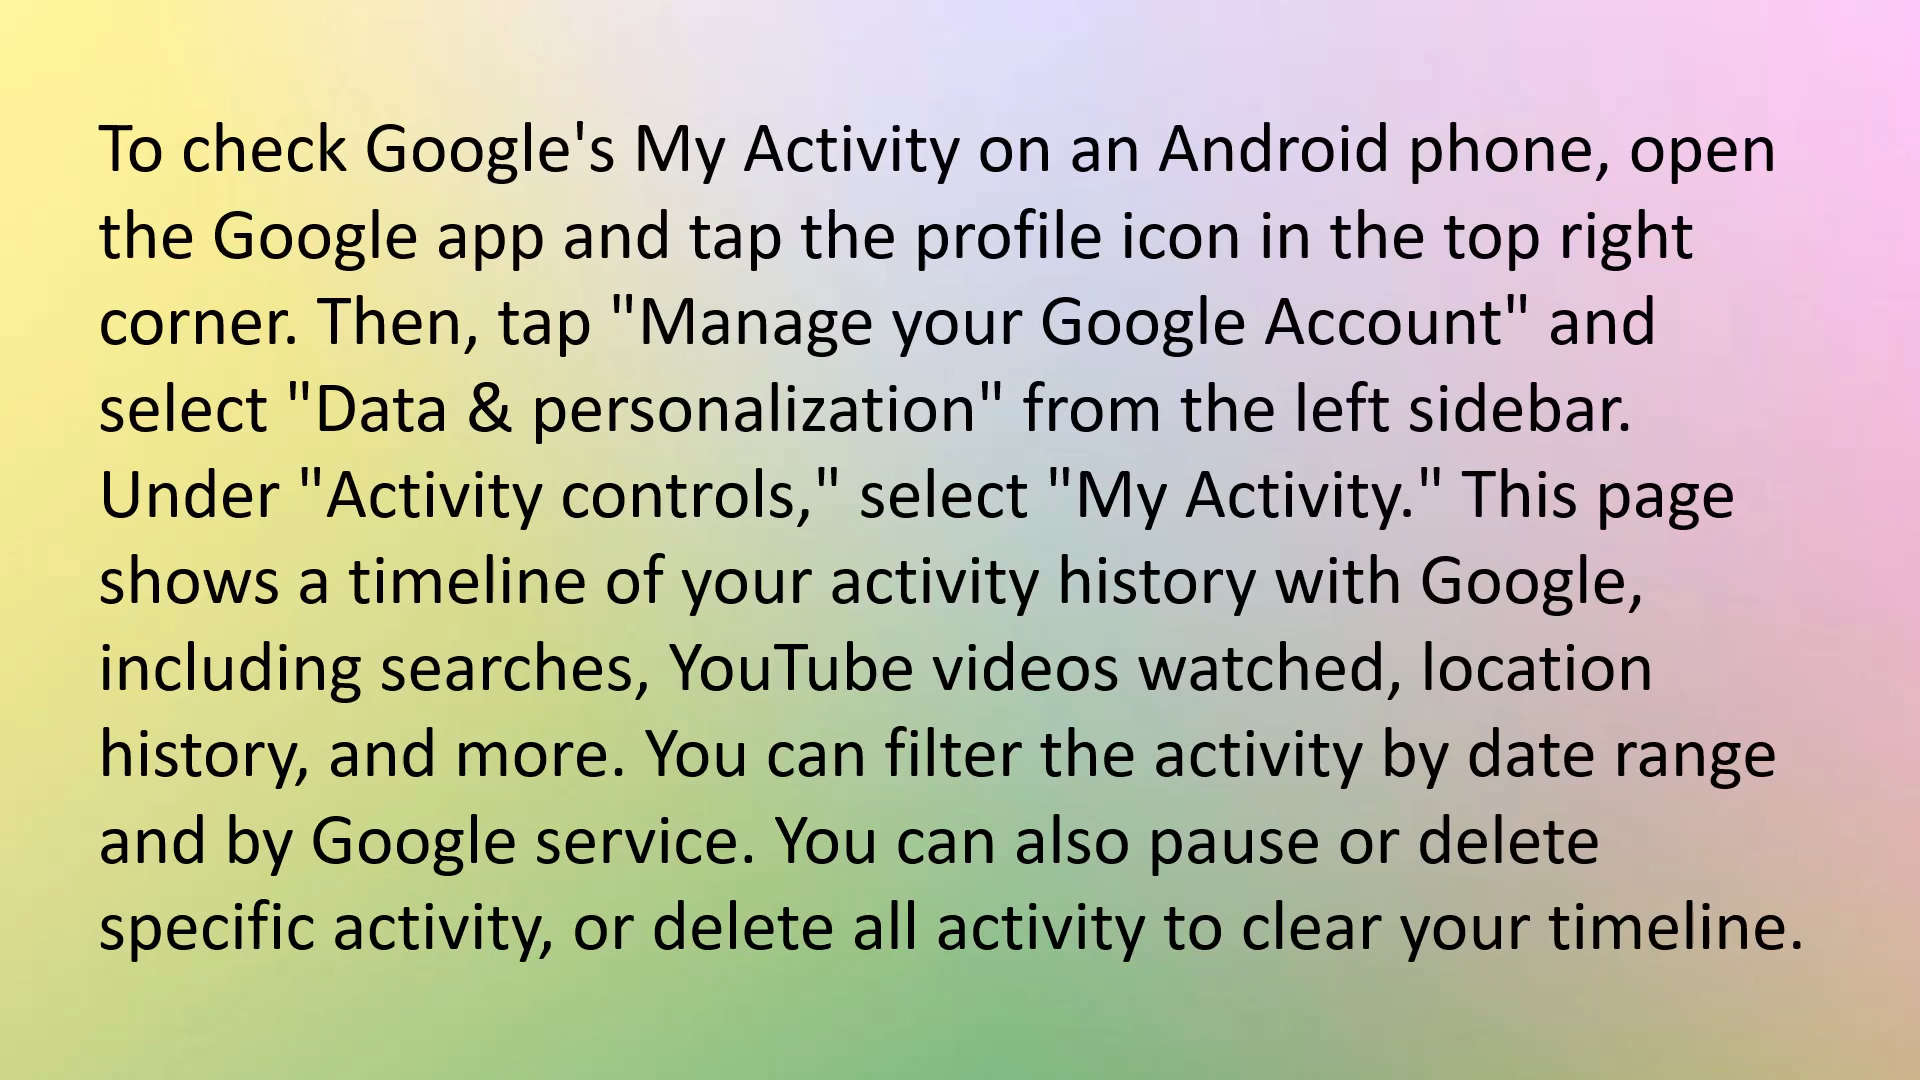 To check Google's My Activity on an Android phone, open
the Google app and tap the profile icon in the top right
corner. Then, tap "Manage your Google Account" and
select "Data & personalization" from the left sidebar.
Under "Activity controls," select "My Activity." This page
shows a timeline of your activity history with Google,
including searches, YouTube videos watched, location
history, and more. You can filter the activity by date range
and by Google service. You can also pause or delete
specific activity, or delete all activity to clear your timeline.